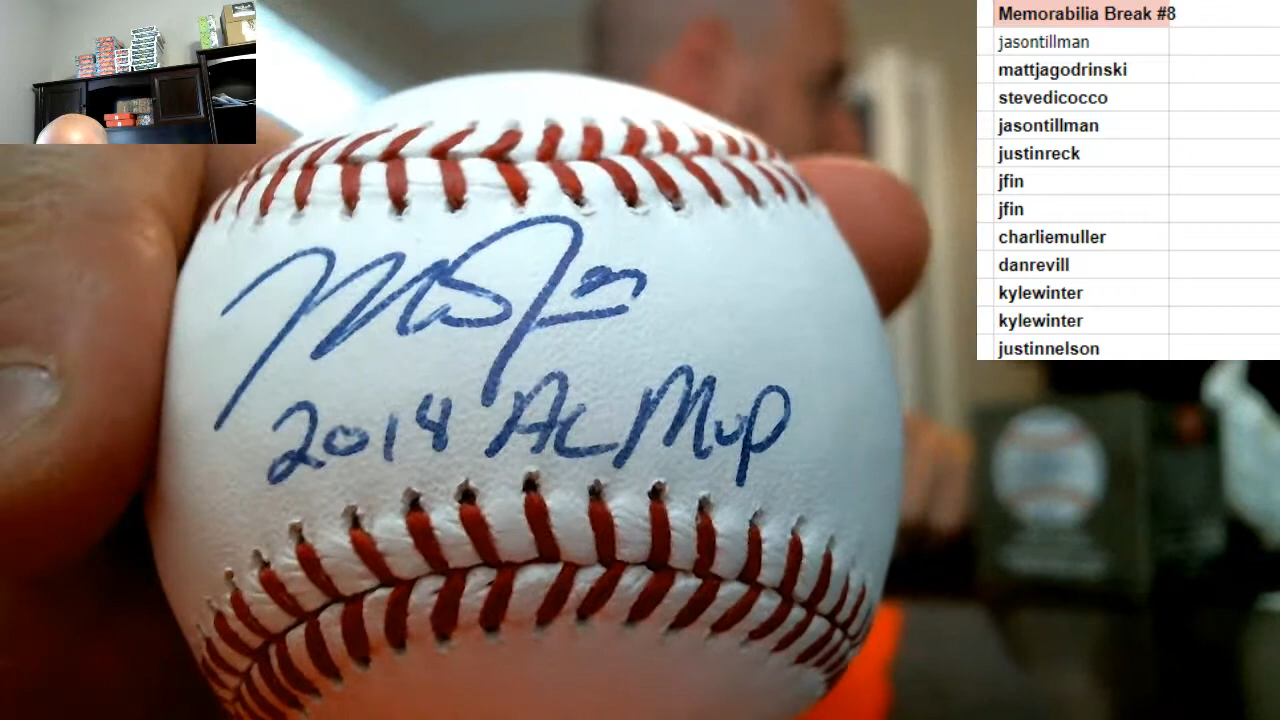 Memorabilia Break #8
jasontillman
mattjagodrinski
stevedicocco
jasontillman
justinreck
jfin
jfin
charliemuller
danrevill
kylewinter
kylewinter
justinnelson
2014 AL MVP